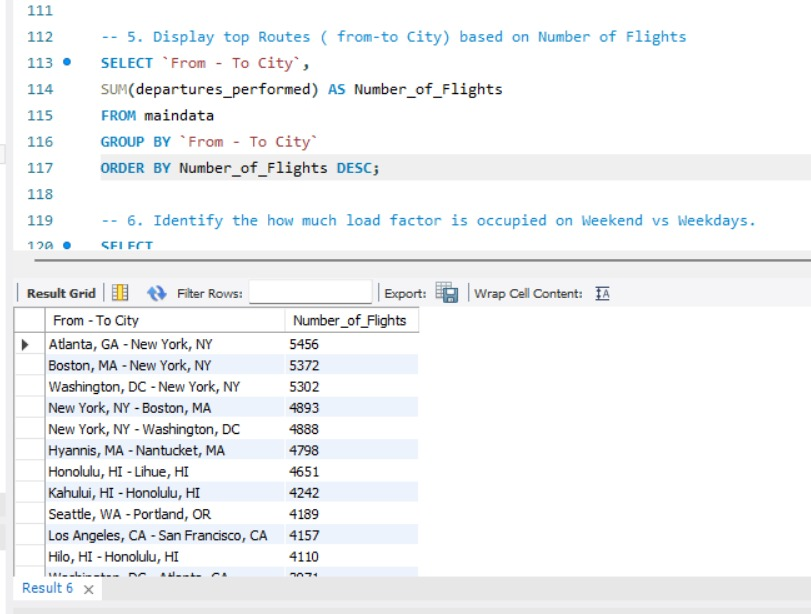 111
112 -- 5. Display top Routes ( from-to City) based on Number of Flights
113 SELECT `From - To City`,
114 SUM(departures_performed) AS Number_of_Flights
115 FROM maindata
116 GROUP BY `From - To City`
117 ORDER BY Number_of_Flights DESC;
118
119 -- 6. Identify the how much load factor is occupied on Weekend vs Weekdays.
120 SELECT
Result Grid Filter Rows: Export: Wrap Cell Content: IA
From - To City Number_of_Flights
Atlanta, GA - New York, NY 5456
Boston, MA - New York, NY 5372
Washington, DC - New York, NY 5302
New York, NY - Boston, MA 4893
New York, NY - Washington, DC 4888
Hyannis, MA - Nantucket, MA 4798
Honolulu, HI - Lihue, HI 4651
Kahului, HI - Honolulu, HI 4242
Seattle, WA - Portland, OR 4189
Los Angeles, CA - San Francisco, CA 4157
Hilo, HI - Honolulu, HI 4110
Washington, DC - Atlanta, GA 3971
Result 6